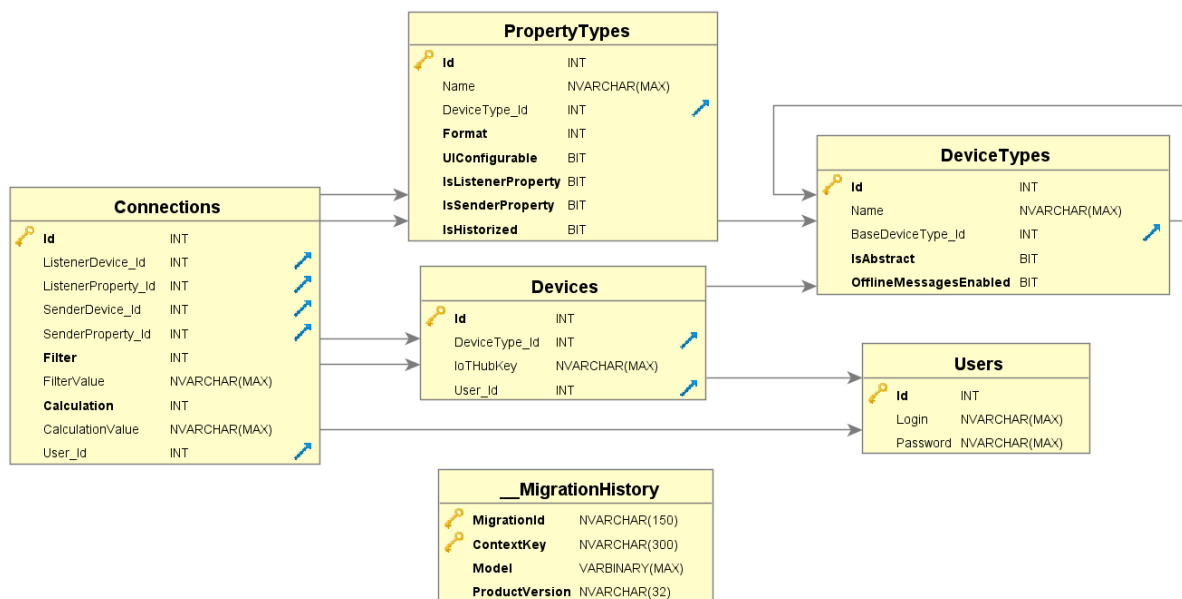 PropertyTypes
Id INT
Name NVARCHAR(MAX)
DeviceType_Id INT
Format INT
UIConfigurable BIT
IsListenerProperty BIT
IsSenderProperty BIT
IsHistorized BIT
DeviceTypes
Id INT
Name NVARCHAR(MAX)
BaseDeviceType_Id INT
IsAbstract BIT
OfflineMessagesEnabled BIT
Connections
Id INT
ListenerDevice_Id INT
ListenerProperty_Id INT
SenderDevice_Id INT
SenderProperty_Id INT
Filter INT
FilterValue NVARCHAR(MAX)
Calculation INT
CalculationValue NVARCHAR(MAX)
User_Id INT
Devices
Id INT
DeviceType_Id INT
IoTHubKey NVARCHAR(MAX)
User_Id INT
Users
Id INT
Login NVARCHAR(MAX)
Password NVARCHAR(MAX)
__MigrationHistory
MigrationId NVARCHAR(150)
ContextKey NVARCHAR(300)
Model VARBINARY(MAX)
ProductVersion NVARCHAR(32)